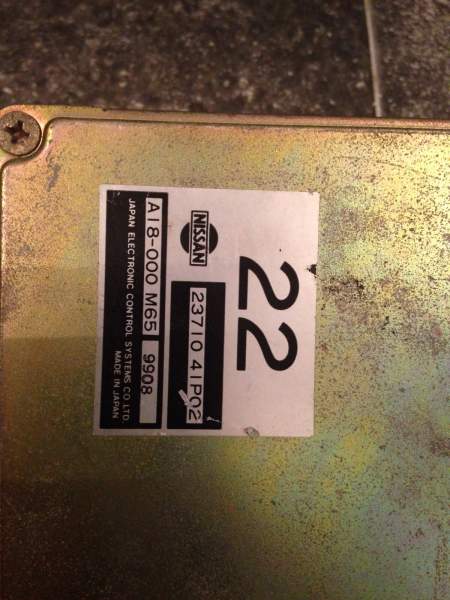 22
NISSAN
23710 41P02
A18-000 M65 9908
JAPAN ELECTRONIC CONTROL SYSTEMS CO.LTD.
MADE IN JAPAN